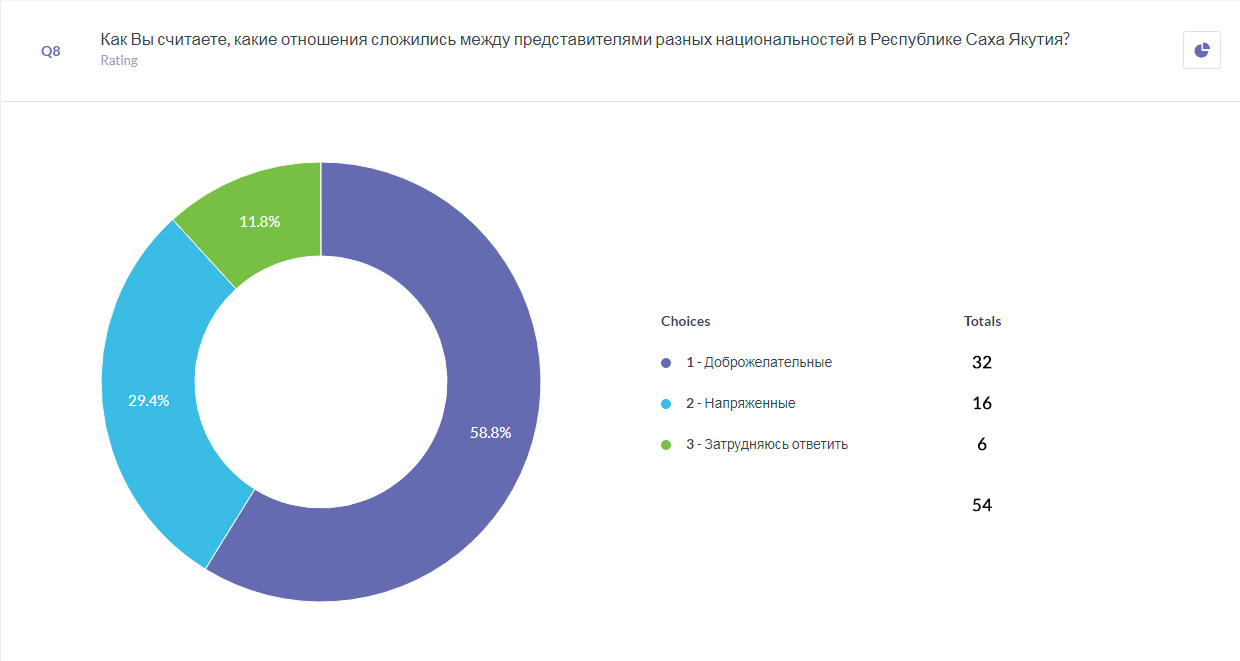 Q8
Как Вы считаете, какие отношения сложились между представителями разных национальностей в Республике Саха Якутия?
Rating
11.8%
29.4%
58.8%
Choices Totals
1 - Доброжелательные 32
2 - Напряженные 16
3 - Затрудняюсь ответить 6
54